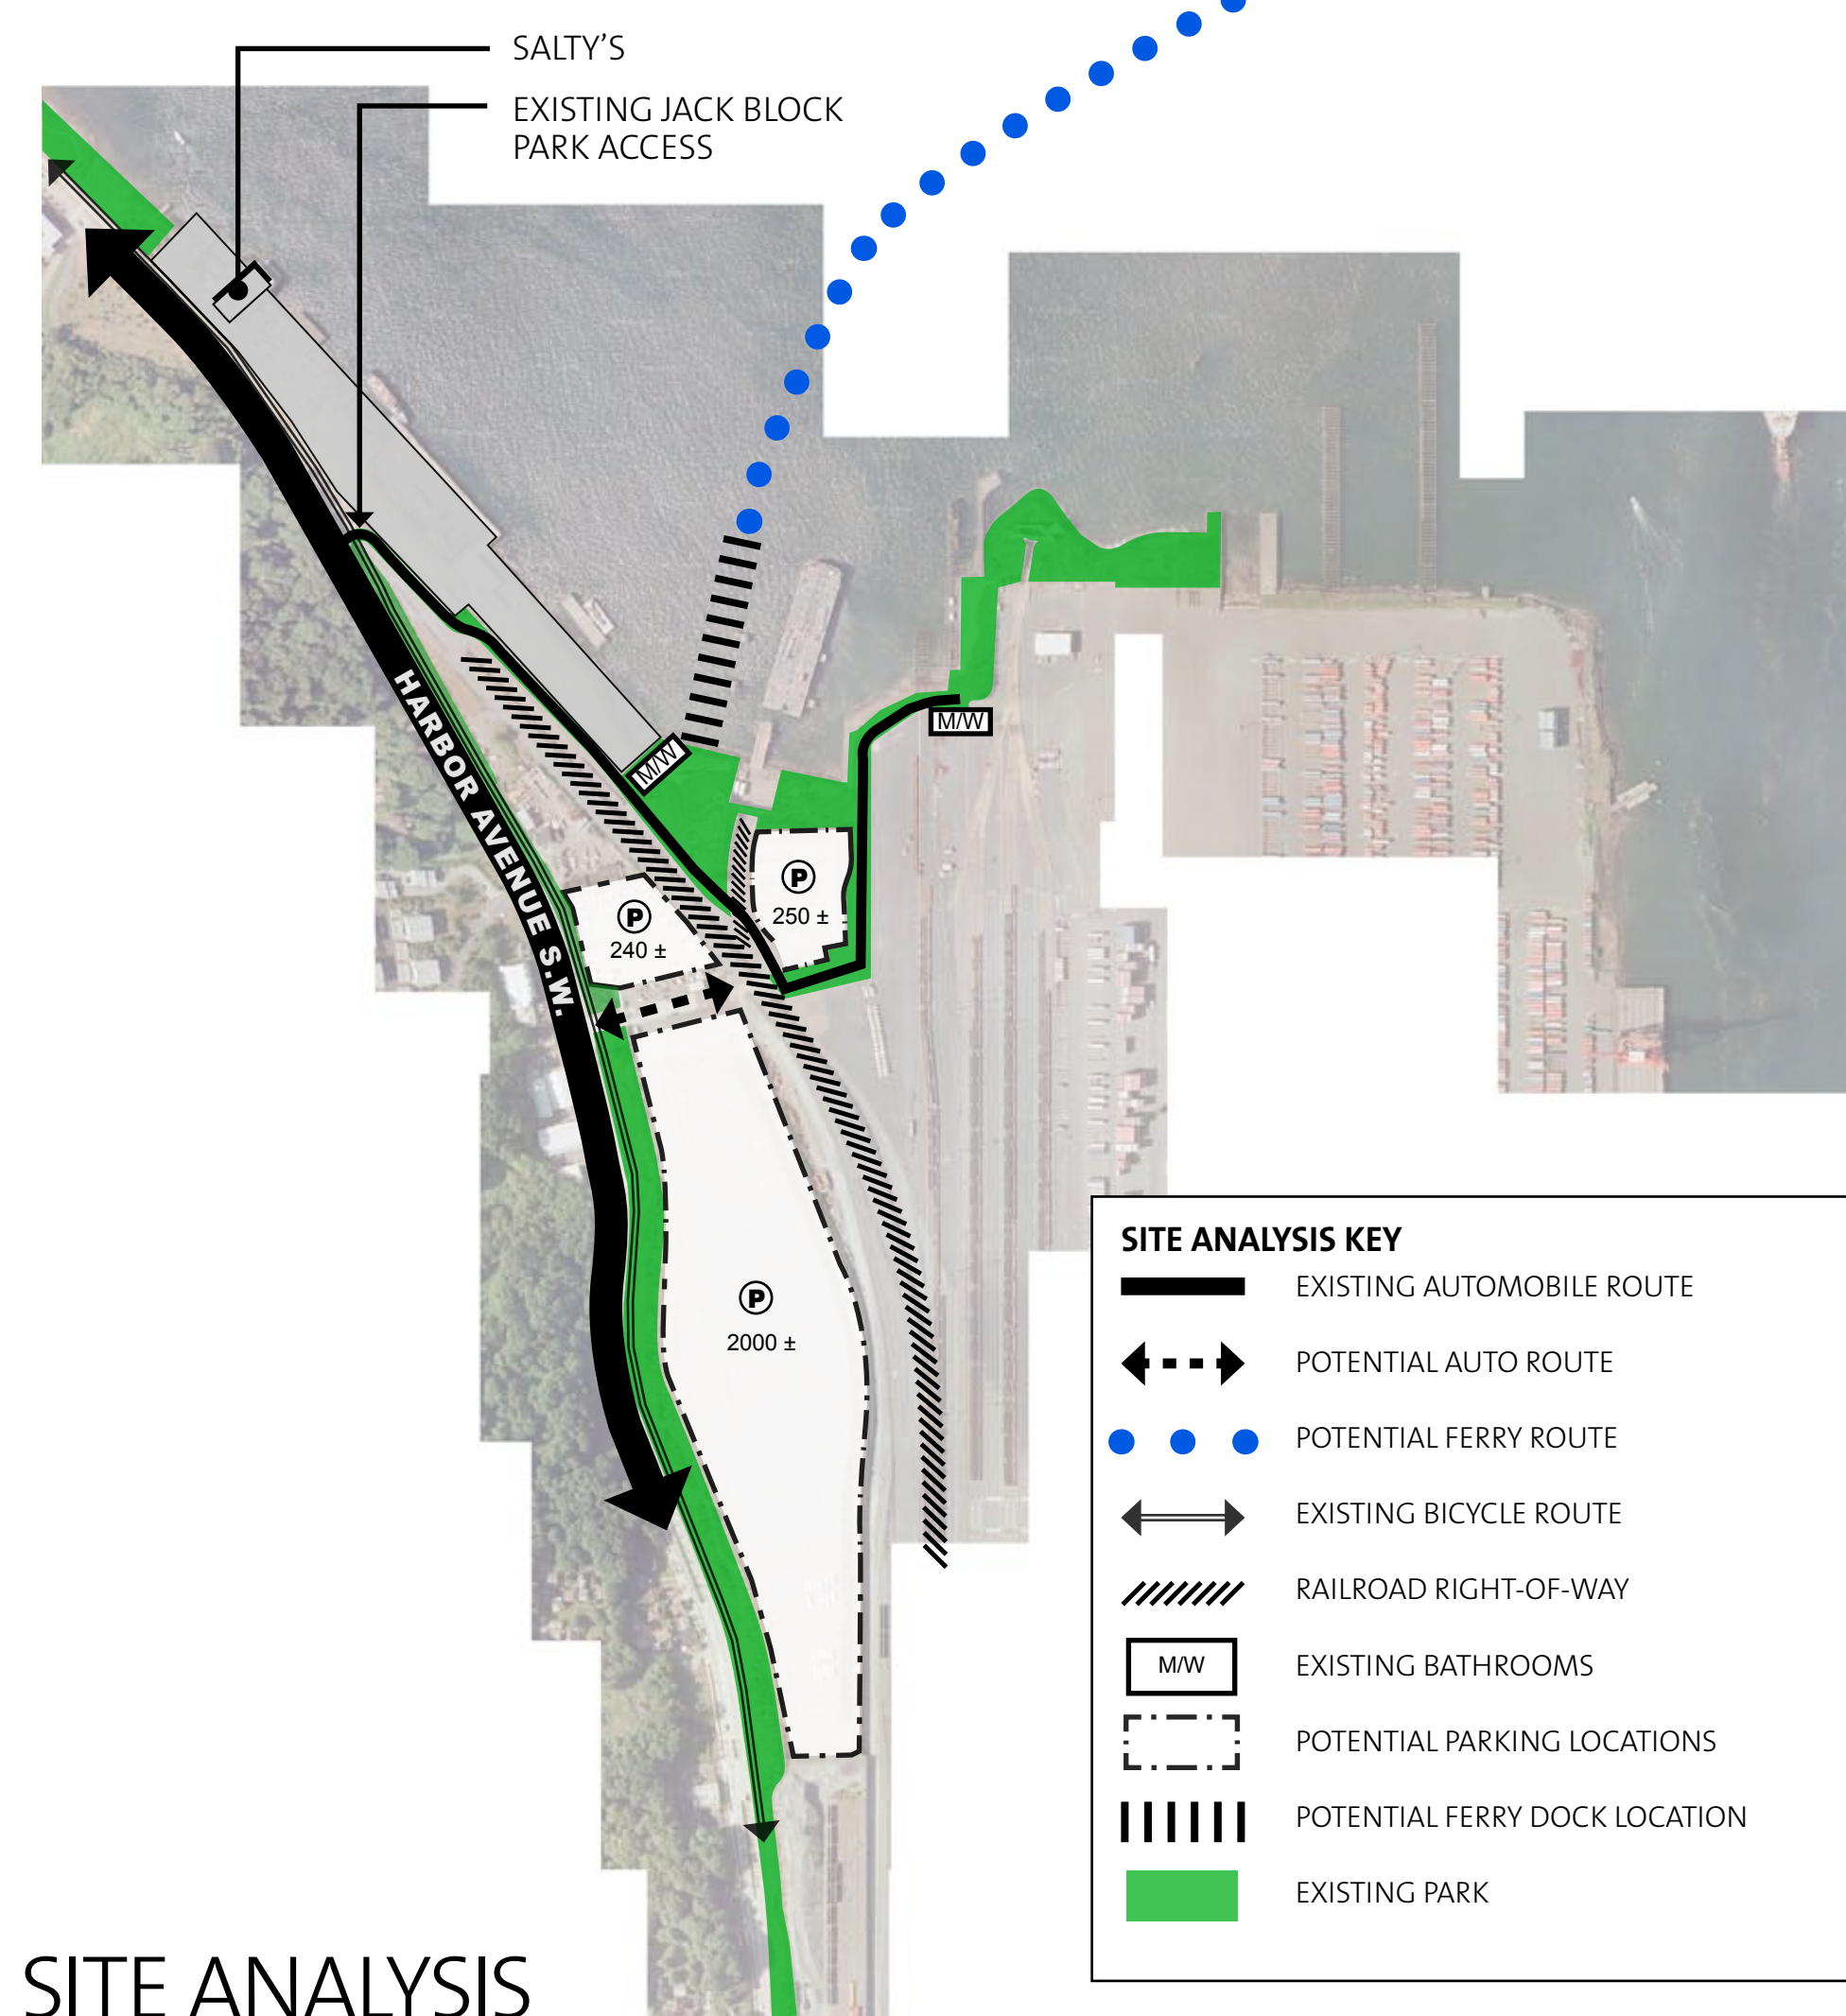 SALTY'S
EXISTING JACK BLOCK
PARK ACCESS
HARBOR AVENUE S.W.
M/W
M/W
P
250 ±
P
240 ±
P
2000 ±
SITE ANALYSIS KEY
EXISTING AUTOMOBILE ROUTE
POTENTIAL AUTO ROUTE
POTENTIAL FERRY ROUTE
EXISTING BICYCLE ROUTE
RAILROAD RIGHT-OF-WAY
M/W
EXISTING BATHROOMS
POTENTIAL PARKING LOCATIONS
POTENTIAL FERRY DOCK LOCATION
EXISTING PARK
SITE ANALYSIS